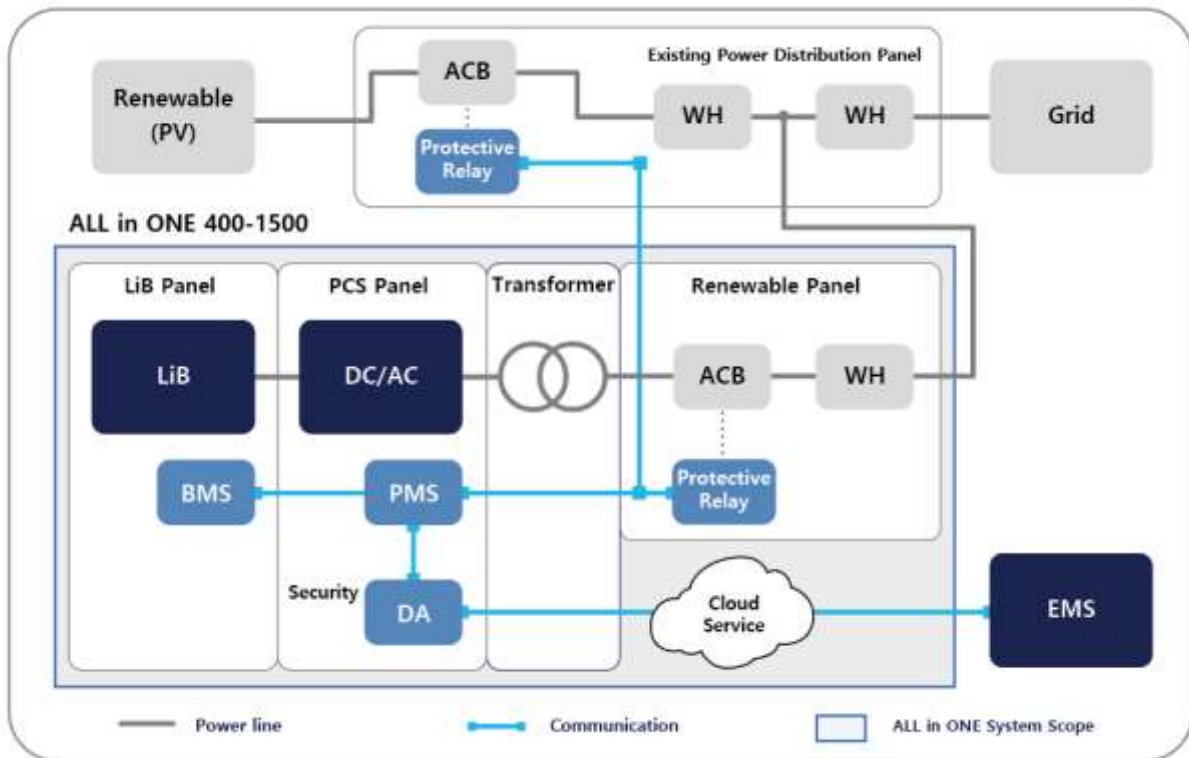 Existing Power Distribution Panel
Renewable
(PV)
ACB
WH
WH
Grid
Protective
Relay
ALL in ONE 400-1500
LiB Panel
PCS Panel
Transformer
Renewable Panel
LiB
DC/AC
ACB
WH
BMS
PMS
Protective
Relay
Security
DA
Cloud
Service
EMS
Power line
Communication
ALL in ONE System Scope